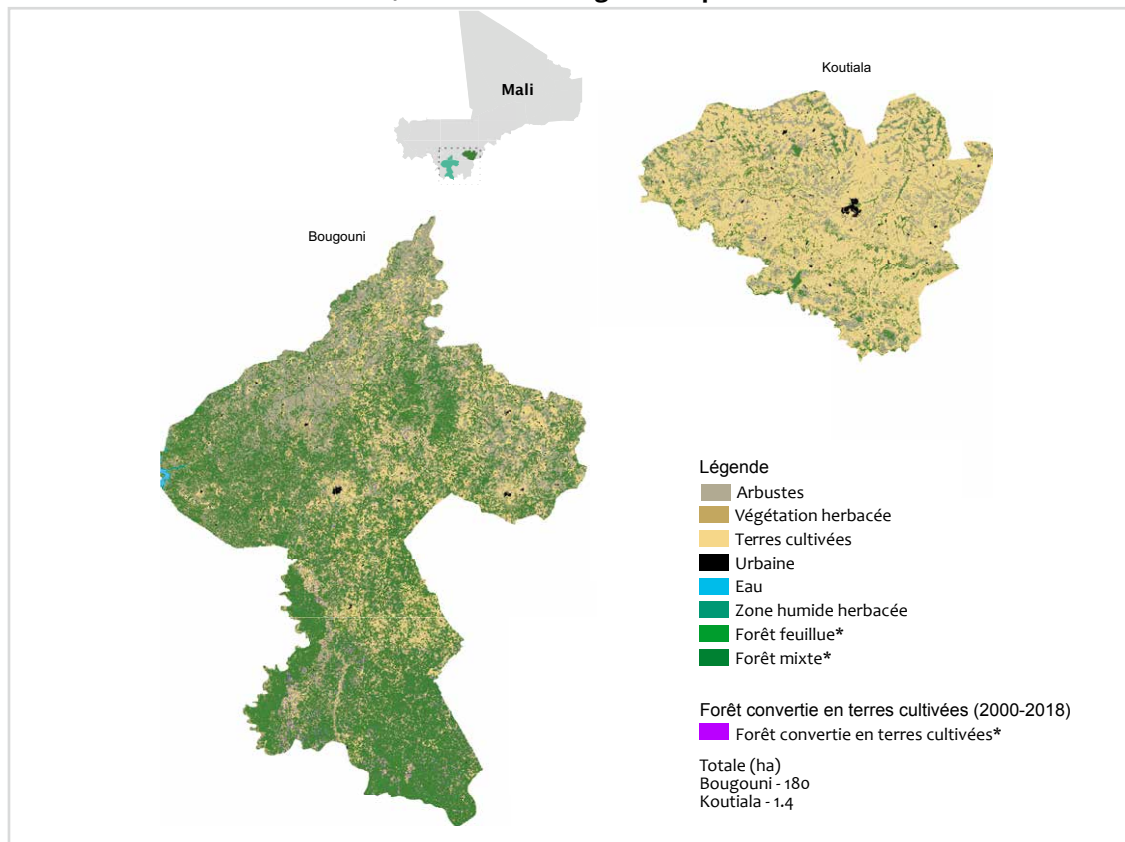 Mali
Koutiala
Bougouni
Légende
Arbustes
Végétation herbacée
Terres cultivées
Urbaine
Eau
Zone humide herbacée
Forêt feuillue*
Forêt mixte*
Forêt convertie en terres cultivées (2000-2018)
Forêt convertie en terres cultivées*
Totale (ha)
Bougouni - 180
Koutiala - 1.4